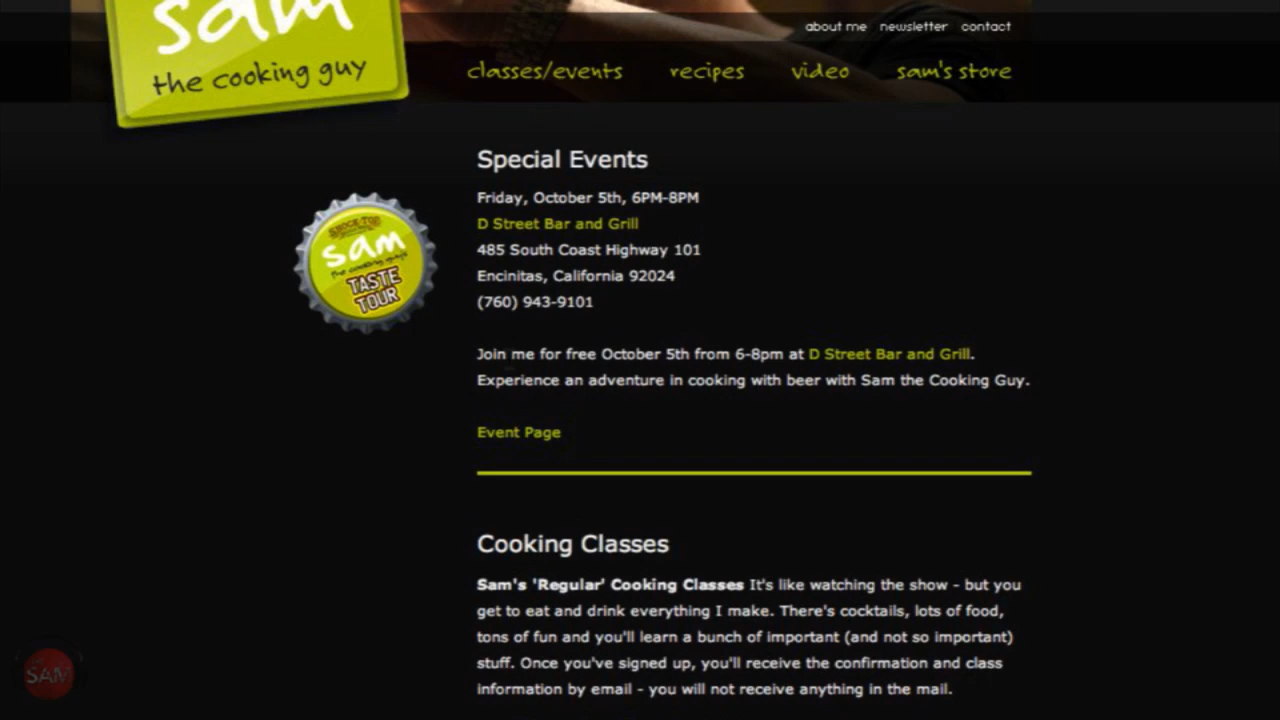 sam
the cooking guy
about me newsletter contact
classes/events recipes video sam's store
Special Events
Friday, October 5th, 6PM-8PM
D Street Bar and Grill
485 South Coast Highway 101
Encinitas, California 92024
(760) 943-9101
SHOCK TOP
sam
the cooking guy's
TASTE
TOUR
Join me for free October 5th from 6-8pm at D Street Bar and Grill.
Experience an adventure in cooking with beer with Sam the Cooking Guy.
Event Page
Cooking Classes
Sam's 'Regular' Cooking Classes It's like watching the show - but you
get to eat and drink everything I make. There's cocktails, lots of food,
tons of fun and you'll learn a bunch of important (and not so important)
stuff. Once you've signed up, you'll receive the confirmation and class
information by email - you will not receive anything in the mail.
SAM